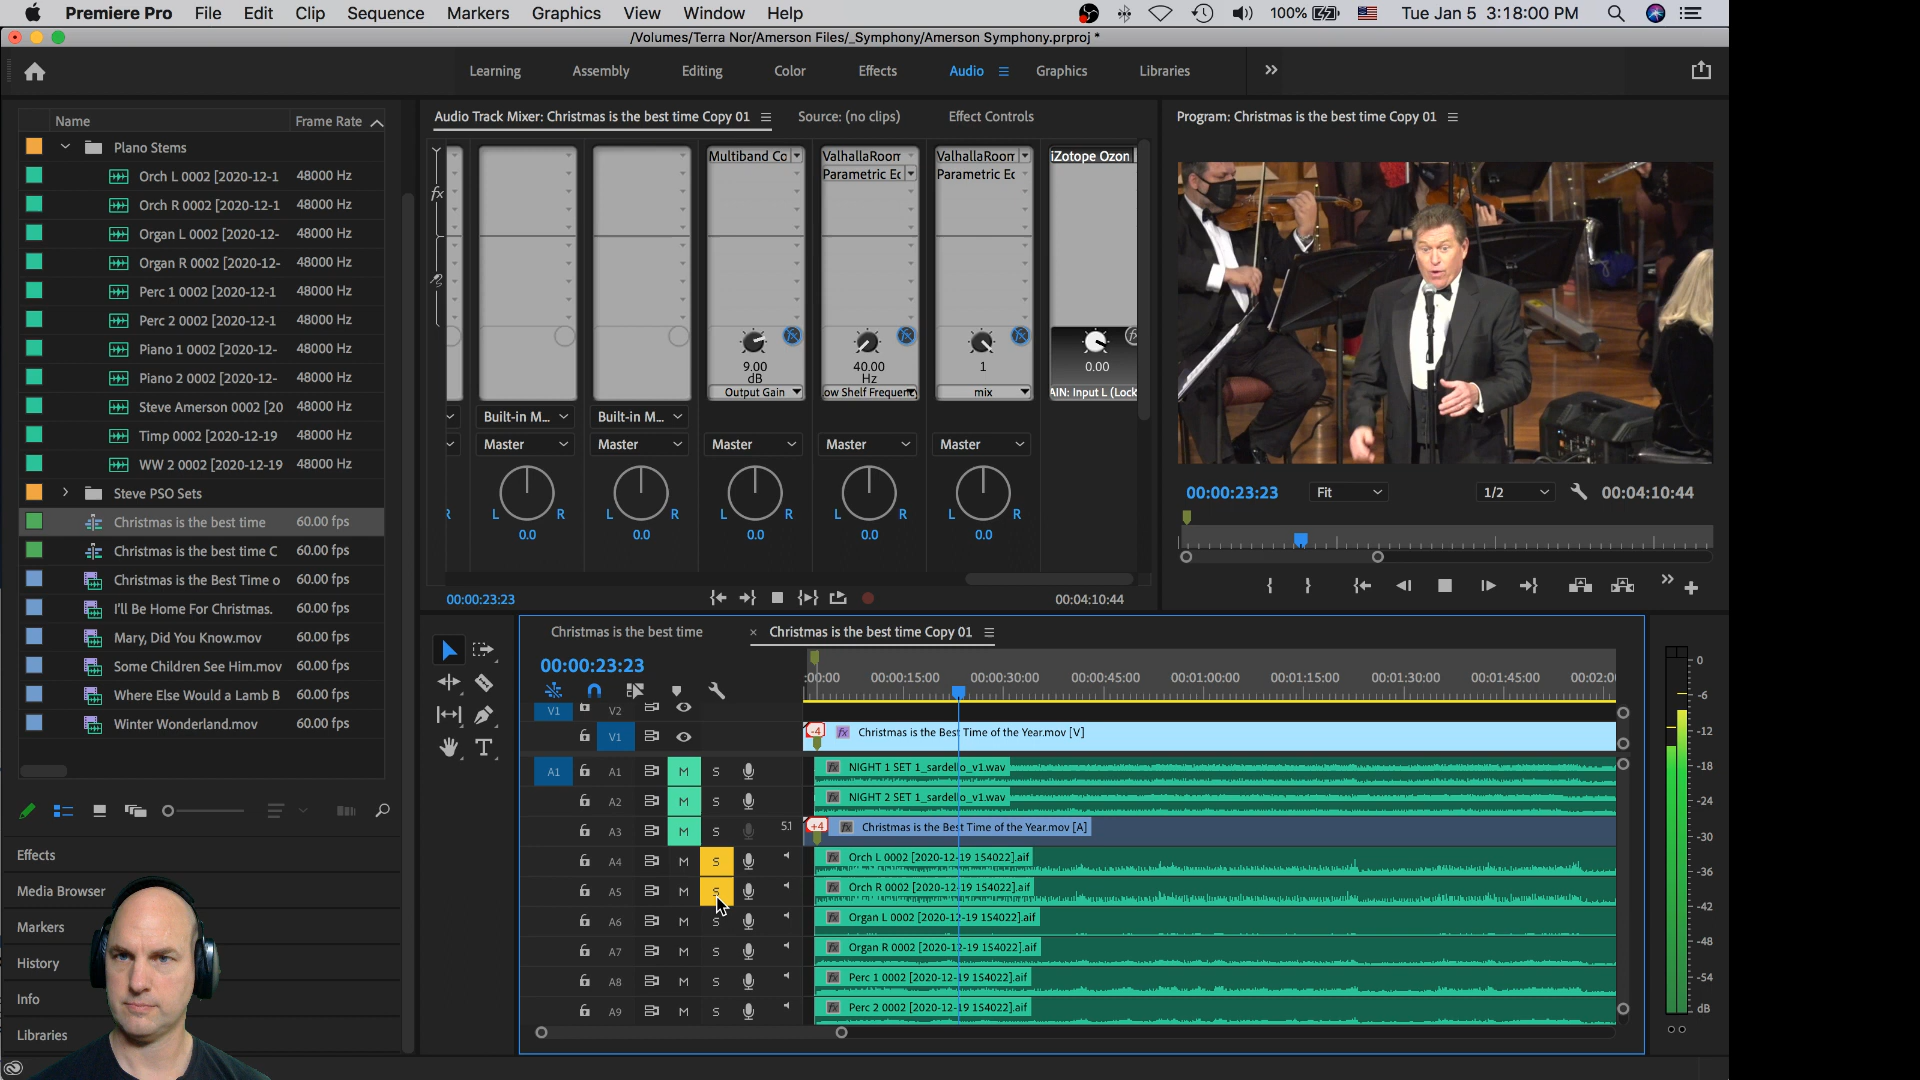 Premiere Pro File Edit Clip Sequence Markers Graphics View Window Help 100% Tue Jan 5 3:18:00 PM
/Volumes/Terra Nor/Amerson Files/_Symphony/Amerson Symphony.prproj *
Learning Assembly Editing Color Effects Audio Graphics Libraries
Name Frame Rate
PIano Stems
Orch L 0002 [2020-12-1 48000 Hz
Orch R 0002 [2020-12-1 48000 Hz
Organ L 0002 [2020-12- 48000 Hz
Organ R 0002 [2020-12- 48000 Hz
Perc 1 0002 [2020-12-1 48000 Hz
Perc 2 0002 [2020-12-1 48000 Hz
Piano 1 0002 [2020-12- 48000 Hz
Piano 2 0002 [2020-12- 48000 Hz
Steve Amerson 0002 [20 48000 Hz
Timp 0002 [2020-12-19 48000 Hz
WW 2 0002 [2020-12-19 48000 Hz
Steve PSO Sets
Christmas is the best time 60.00 fps
Christmas is the best time C 60.00 fps
Christmas is the Best Time o 60.00 fps
I'll Be Home For Christmas. 60.00 fps
Mary, Did You Know.mov 60.00 fps
Some Children See Him.mov 60.00 fps
Where Else Would a Lamb B 60.00 fps
Winter Wonderland.mov 60.00 fps
Effects
Media Browser
Markers
History
Info
Libraries
Audio Track Mixer: Christmas is the best time Copy 01 Source: (no clips) Effect Controls
fx
Multiband Co ValhallaRoom ValhallaRoom iZotope Ozon
Parametric Ec Parametric Ec
9.00 40.00 1 0.00
dB Hz
Output Gain ow Shelf Frequency mix AIN: Input L (Lock
Built-in M... Built-in M...
Master Master Master Master Master
R L R L R L R L R L R
0.0 0.0 0.0 0.0 0.0
00:00:23:23 00:04:10:44
Program: Christmas is the best time Copy 01
00:00:23:23 Fit 1/2 00:04:10:44
Christmas is the best time × Christmas is the best time Copy 01
00:00:23:23
:00:00 00:00:15:00 00:00:30:00 00:00:45:00 00:01:00:00 00:01:15:00 00:01:30:00 00:01:45:00 00:02:0
V1 V2
V1 -4 fx Christmas is the Best Time of the Year.mov [V]
A1 A1 M S fx NIGHT 1 SET 1_sardello_v1.wav
A2 M S fx NIGHT 2 SET 1_sardello_v1.wav
A3 M S 5.1 +4 fx Christmas is the Best Time of the Year.mov [A]
A4 M S fx Orch L 0002 [2020-12-19 154022].aif
A5 M S fx Orch R 0002 [2020-12-19 154022].aif
A6 M S fx Organ L 0002 [2020-12-19 154022].aif
A7 M S fx Organ R 0002 [2020-12-19 154022].aif
A8 M S fx Perc 1 0002 [2020-12-19 154022].aif
A9 M S fx Perc 2 0002 [2020-12-19 154022].aif
0
-6
-12
-18
-24
-30
-36
-42
-48
-54
dB